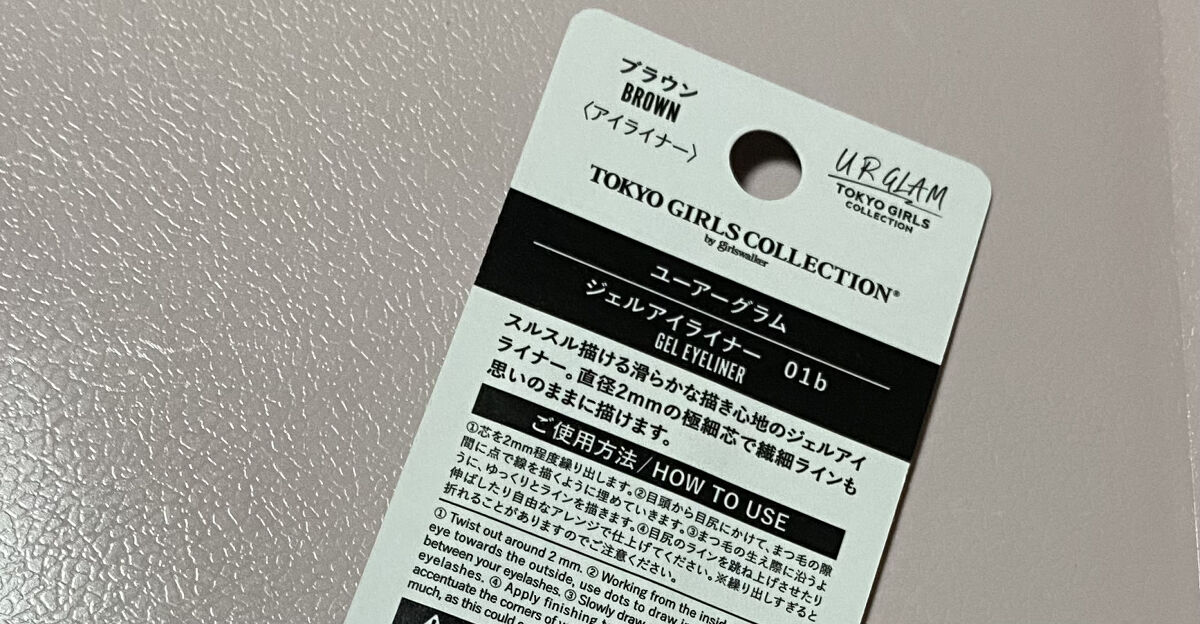 ブラウン
BROWN
〈アイライナー〉
URGLAM
TOKYO GIRLS
COLLECTION
TOKYO GIRLS COLLECTION®
by girlswalker
ユーアーグラム
ジェルアイライナー 01b
GEL EYELINER
スルスル描ける滑らかな描き心地のジェルアイ
ライナー。直径2mmの極細芯で繊細ラインも
思いのままに描けます。
ご使用方法/HOW TO USE
①芯を2mm程度繰り出します。②目頭から目尻にかけて、まつ毛の隙
間に点で線を描くように埋めていきます。③まつ毛の生え際に沿うよ
うに、ゆっくりとラインを描きます。④目尻のラインを跳ね上げさせたり
伸ばしたり自由なアレンジで仕上げてください。※繰り出しすぎると
折れることがありますのでご注意ください。
① Twist out around 2 mm. ② Working from the insid
eye towards the outside, use dots to draw
between your eyelashes. ③ Slowly draw
eyelashes. ④ Apply finishing
accentuate the corners of
much, as this could